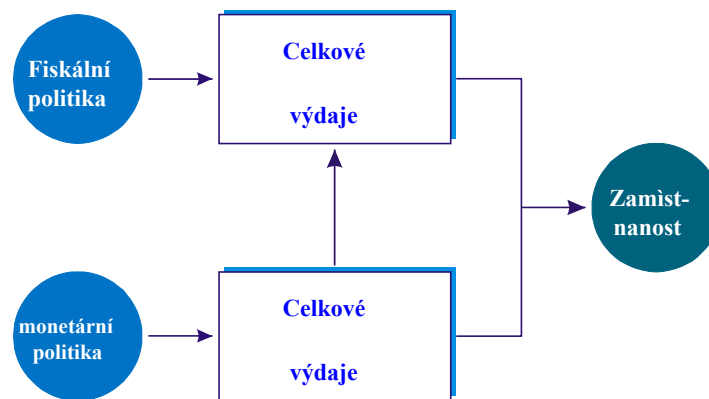 Fiskální
politika
Celkové
výdaje
Zamìst-
nanost
monetární
politika
Celkové
výdaje